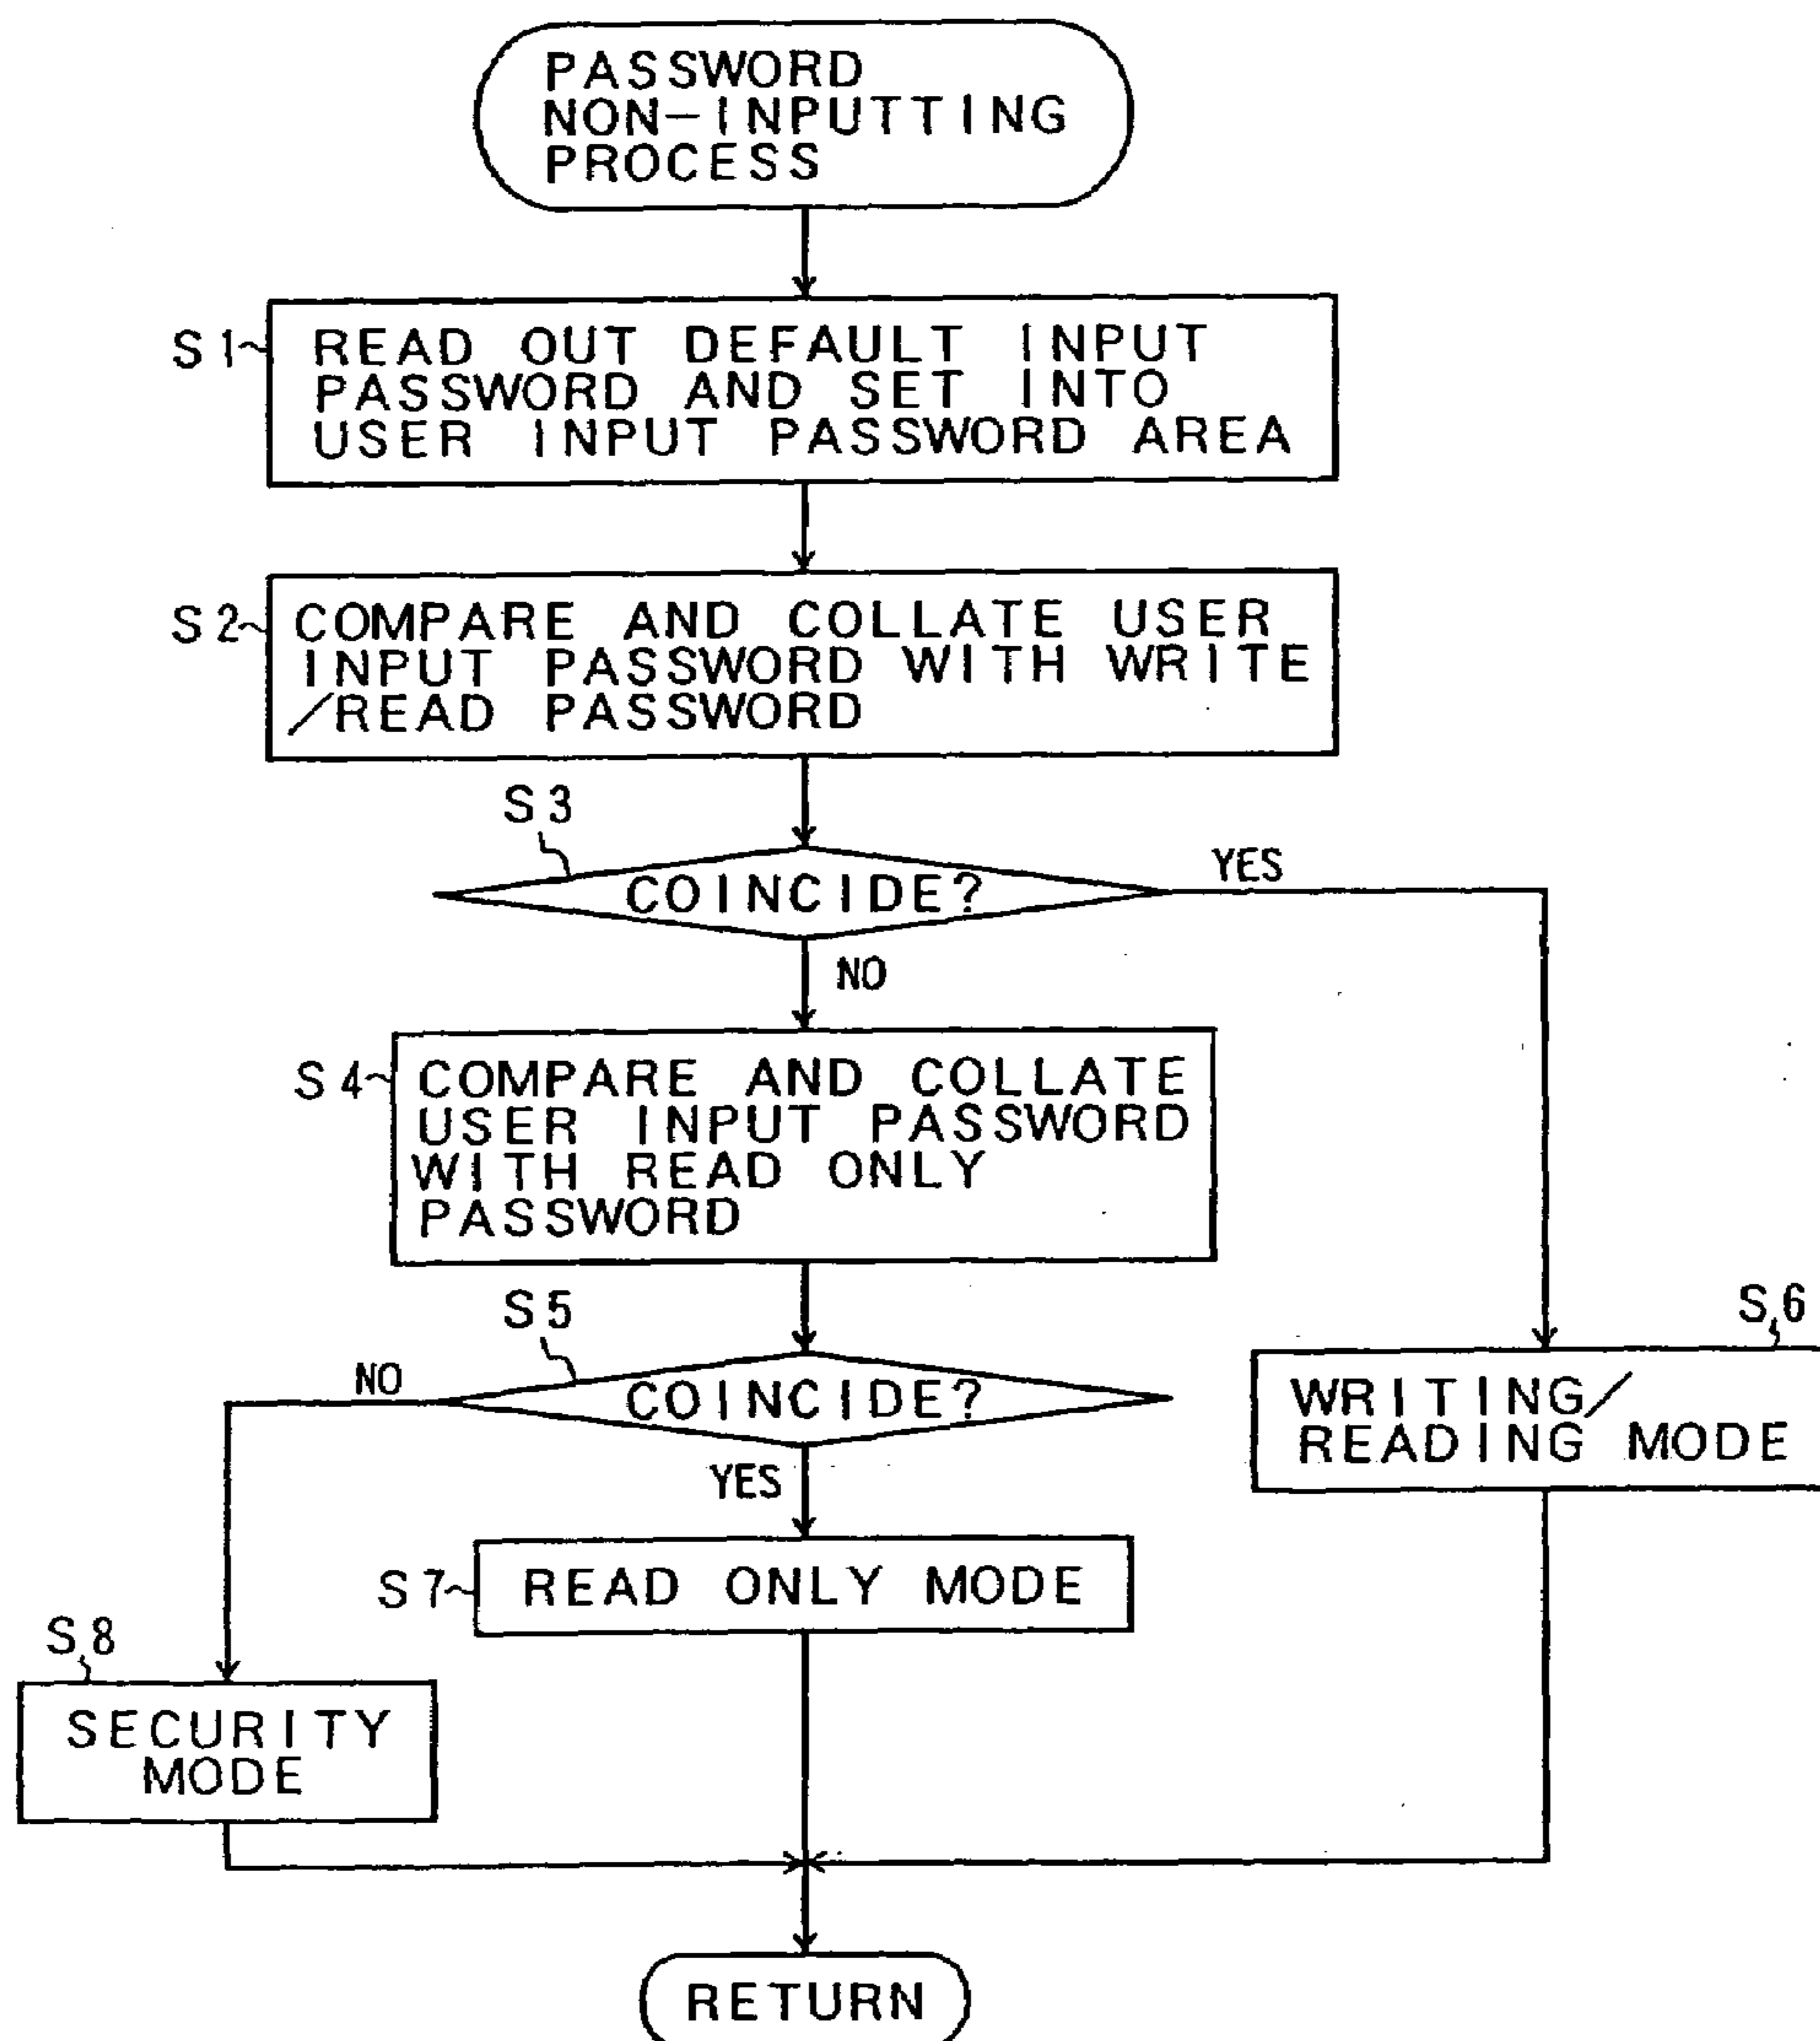 PASSWORD
NON-INPUTTING
PROCESS
S1
READ OUT DEFAULT INPUT
PASSWORD AND SET INTO
USER INPUT PASSWORD AREA
S2
COMPARE AND COLLATE USER
INPUT PASSWORD WITH WRITE
/READ PASSWORD
S3
COINCIDE?
YES
NO
S4
COMPARE AND COLLATE
USER INPUT PASSWORD
WITH READ ONLY
PASSWORD
S5
COINCIDE?
NO
YES
S6
WRITING/
READING MODE
S7
READ ONLY MODE
S8
SECURITY
MODE
RETURN